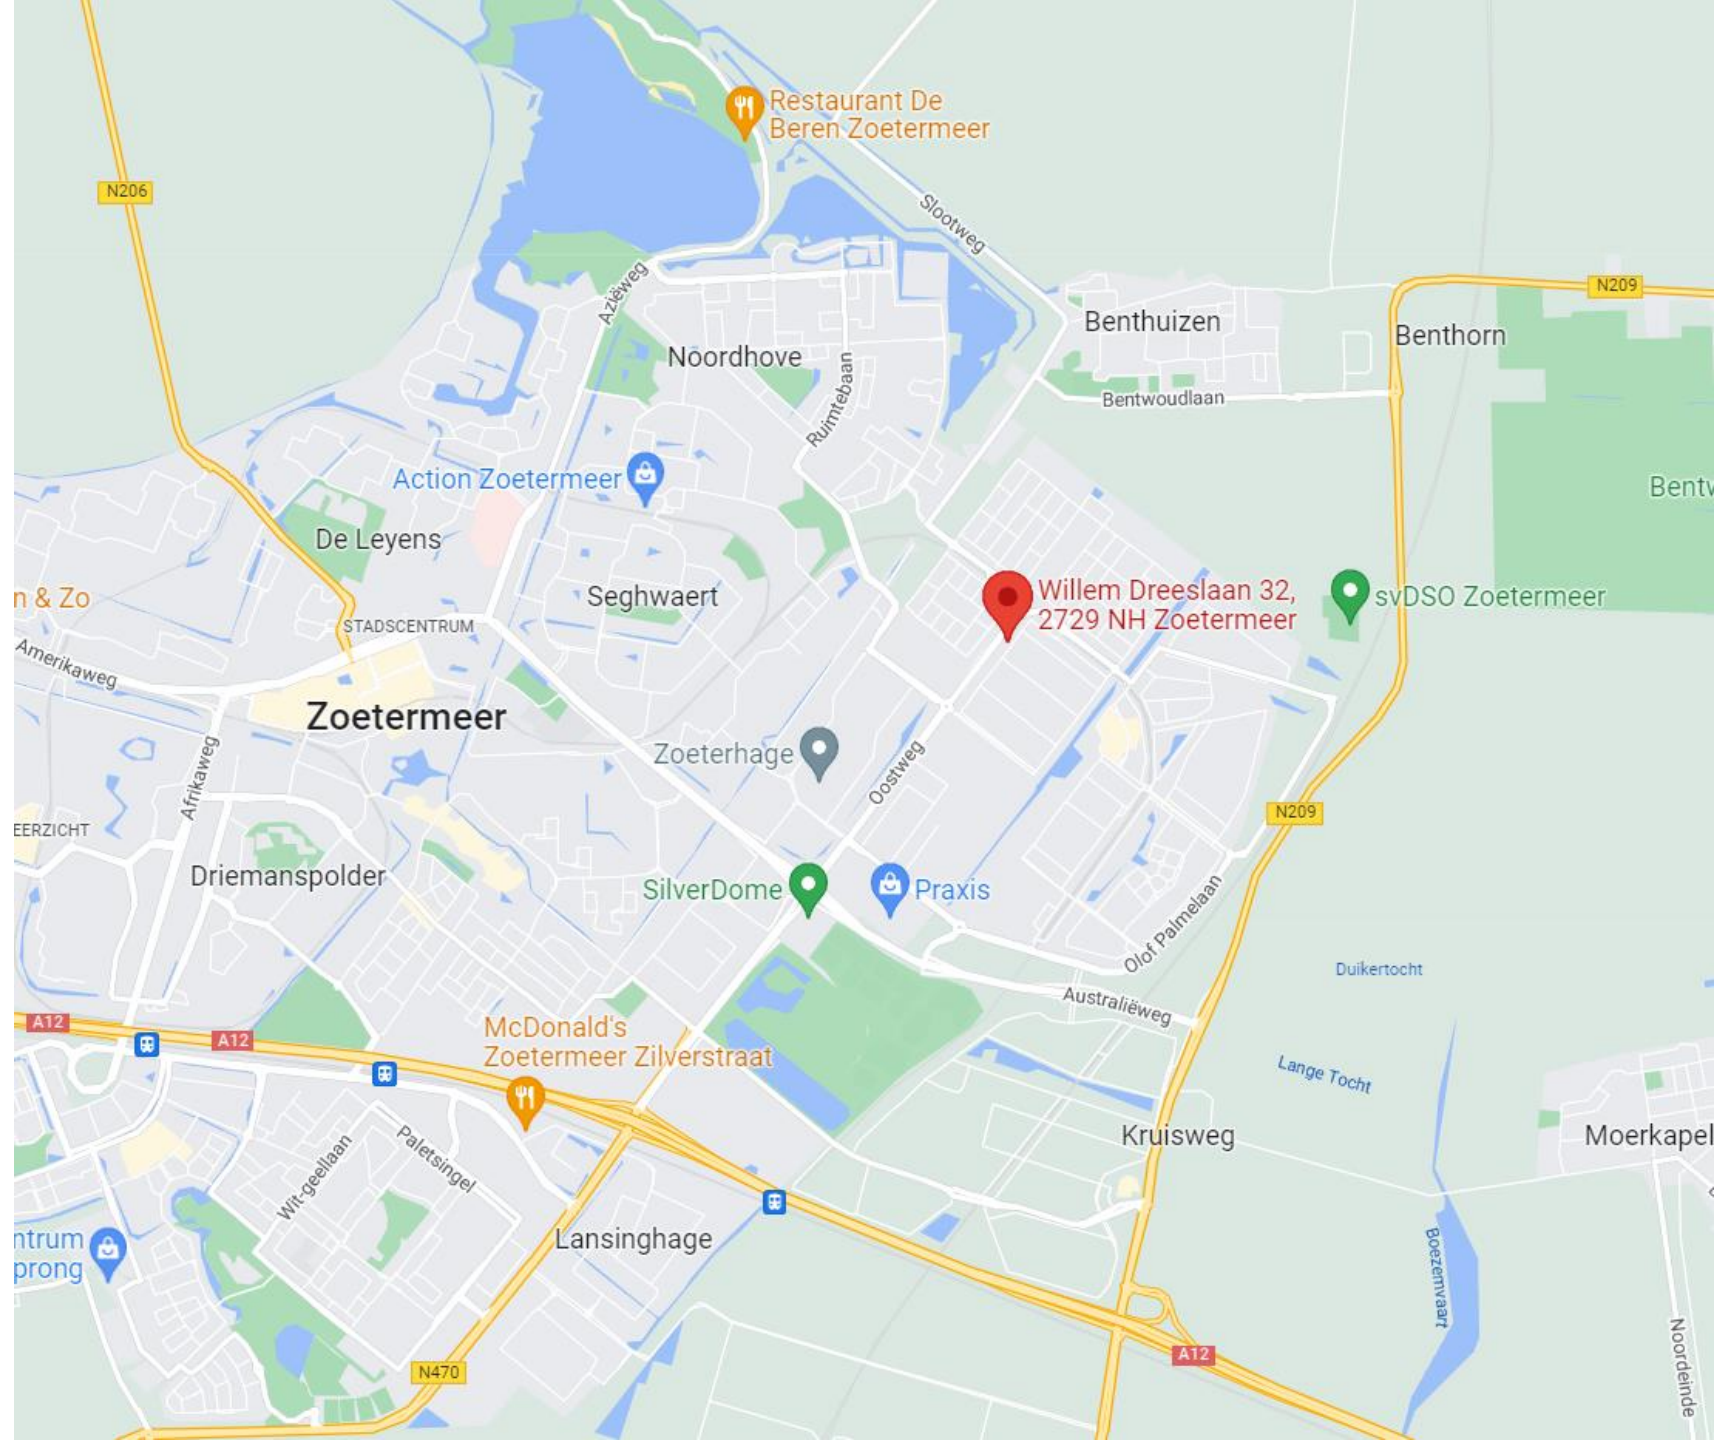 Restaurant De
Beren Zoetermeer
N206
Slootweg
Aziëweg
N209
Benthuizen
Benthorn
Noordhove
Ruimtebaan
Bentwoudlaan
Action Zoetermeer
De Leyens
Seghwaert
Willem Dreeslaan 32,
2729 NH Zoetermeer
svDSO Zoetermeer
n & Zo
STADSCENTRUM
Amerikaweg
Zoetermeer
Zoeterhage
Oostweg
Afrikaweg
N209
EERZICHT
Driemanspolder
SilverDome
Praxis
Olof Palmelaan
Duikertocht
Australiëweg
A12
A12
McDonald's
Zoetermeer Zilverstraat
Lange Tocht
Kruisweg
Moerkapel
Wit-geellaan
Paletsingel
Lansinghage
ntrum
prong
Boezemvaart
N470
A12
Noordeinde